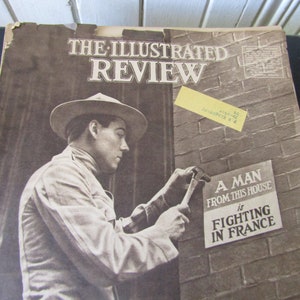 THE·ILLUSTRATED
REVIEW
A MAN
FROM THIS HOUSE
is
FIGHTING
IN FRANCE